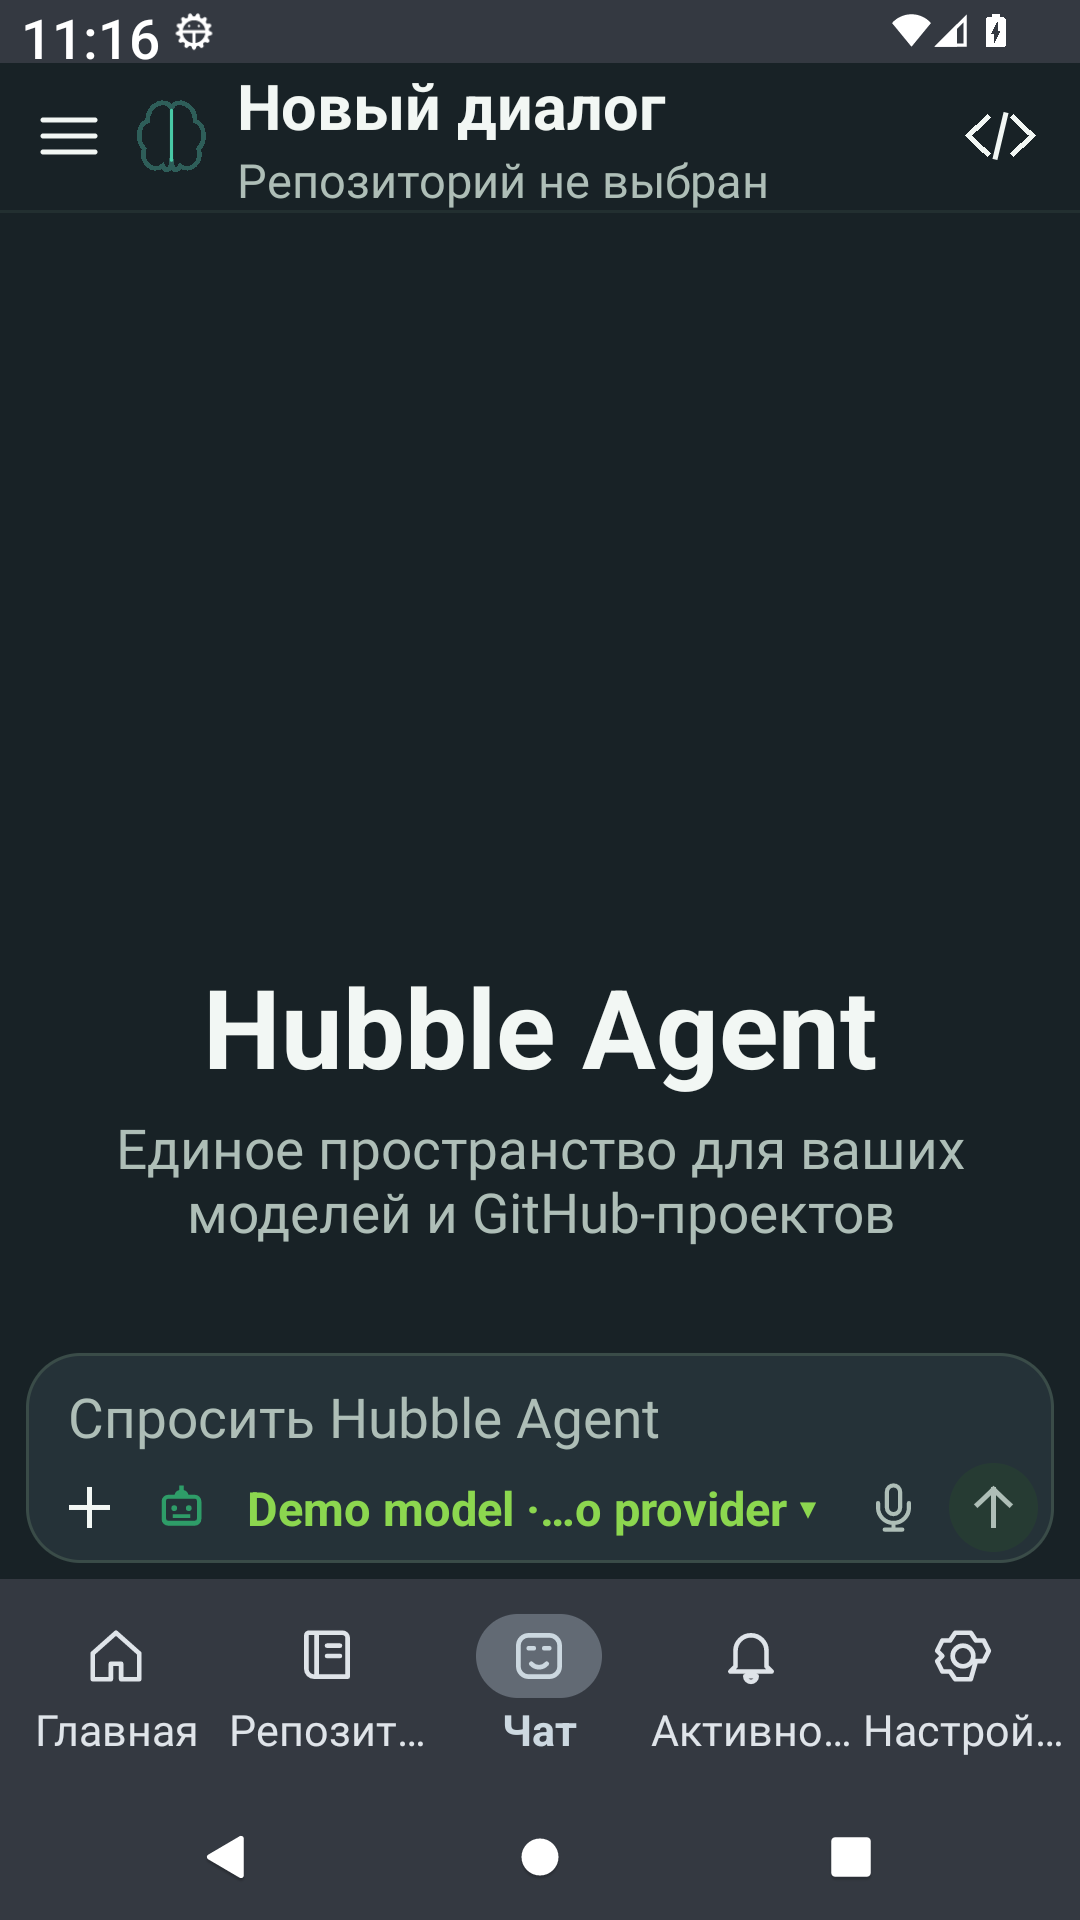 11:16
Новый диалог
Репозиторий не выбран
Hubble Agent
Единое пространство для ваших
моделей и GitHub-проектов
Спросить Hubble Agent
Demo model ·…o provider ▾
Главная
Репозит…
Чат
Активно…
Настрой…